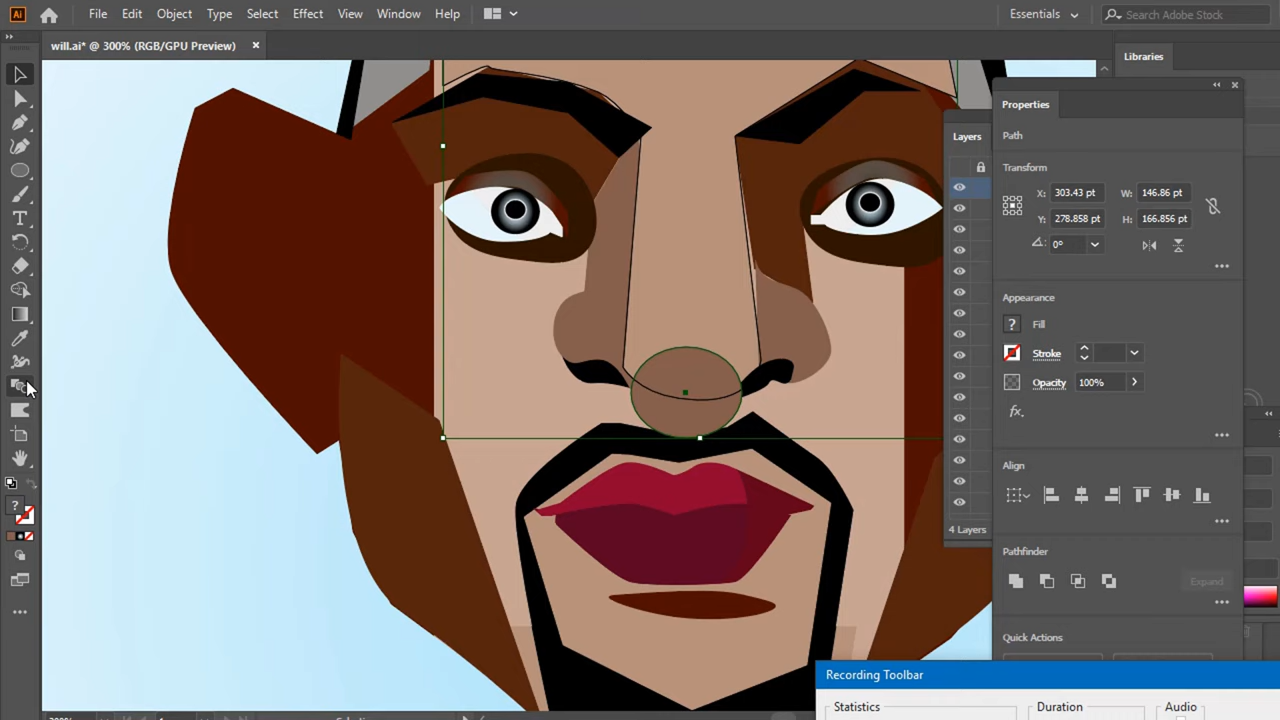 Ai File Edit Object Type Select Effect View Window Help Essentials Search Adobe Stock
will.ai* @ 300% (RGB/GPU Preview) ×
Libraries
Properties
Layers
Path
Transform
X: 303.43 pt W: 146.86 pt
Y: 278.858 pt H: 166.856 pt
0°
Appearance
? Fill
Stroke
Opacity 100%
fx.
Align
4 Layers
Pathfinder
Expand
Quick Actions
Recording Toolbar
Statistics Duration Audio